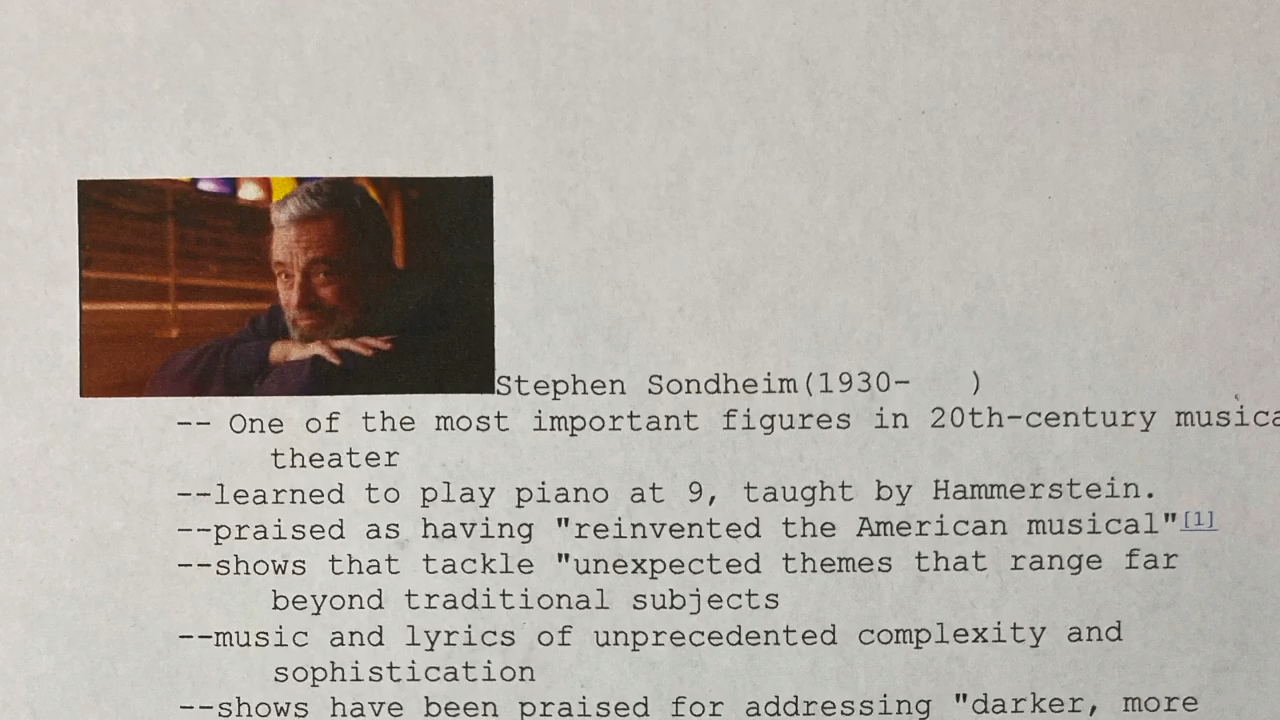 Stephen Sondheim(1930-   )
-- One of the most important figures in 20th-century musica
theater
--learned to play piano at 9, taught by Hammerstein.
--praised as having "reinvented the American musical"[1]
--shows that tackle "unexpected themes that range far
beyond traditional subjects
--music and lyrics of unprecedented complexity and
sophistication
--shows have been praised for addressing "darker, more